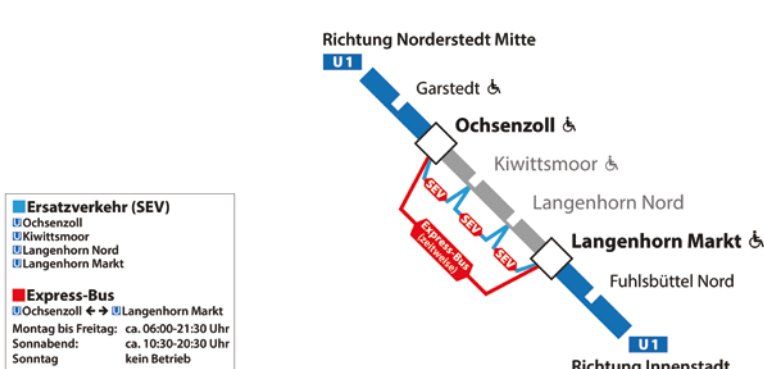 Richtung Norderstedt Mitte
U1
Garstedt
Ochsenzoll
Kiwittsmoor
SEV
Langenhorn Nord
SEV
Express-Bus
(zeitweise)
SEV
Langenhorn Markt
Fuhlsbüttel Nord
U1
Richtung Innenstadt
Ersatzverkehr (SEV)
U Ochsenzoll
U Kiwittsmoor
U Langenhorn Nord
U Langenhorn Markt
Express-Bus
U Ochsenzoll ←→ U Langenhorn Markt
Montag bis Freitag: ca. 06:00-21:30 Uhr
Sonnabend: ca. 10:30-20:30 Uhr
Sonntag kein Betrieb